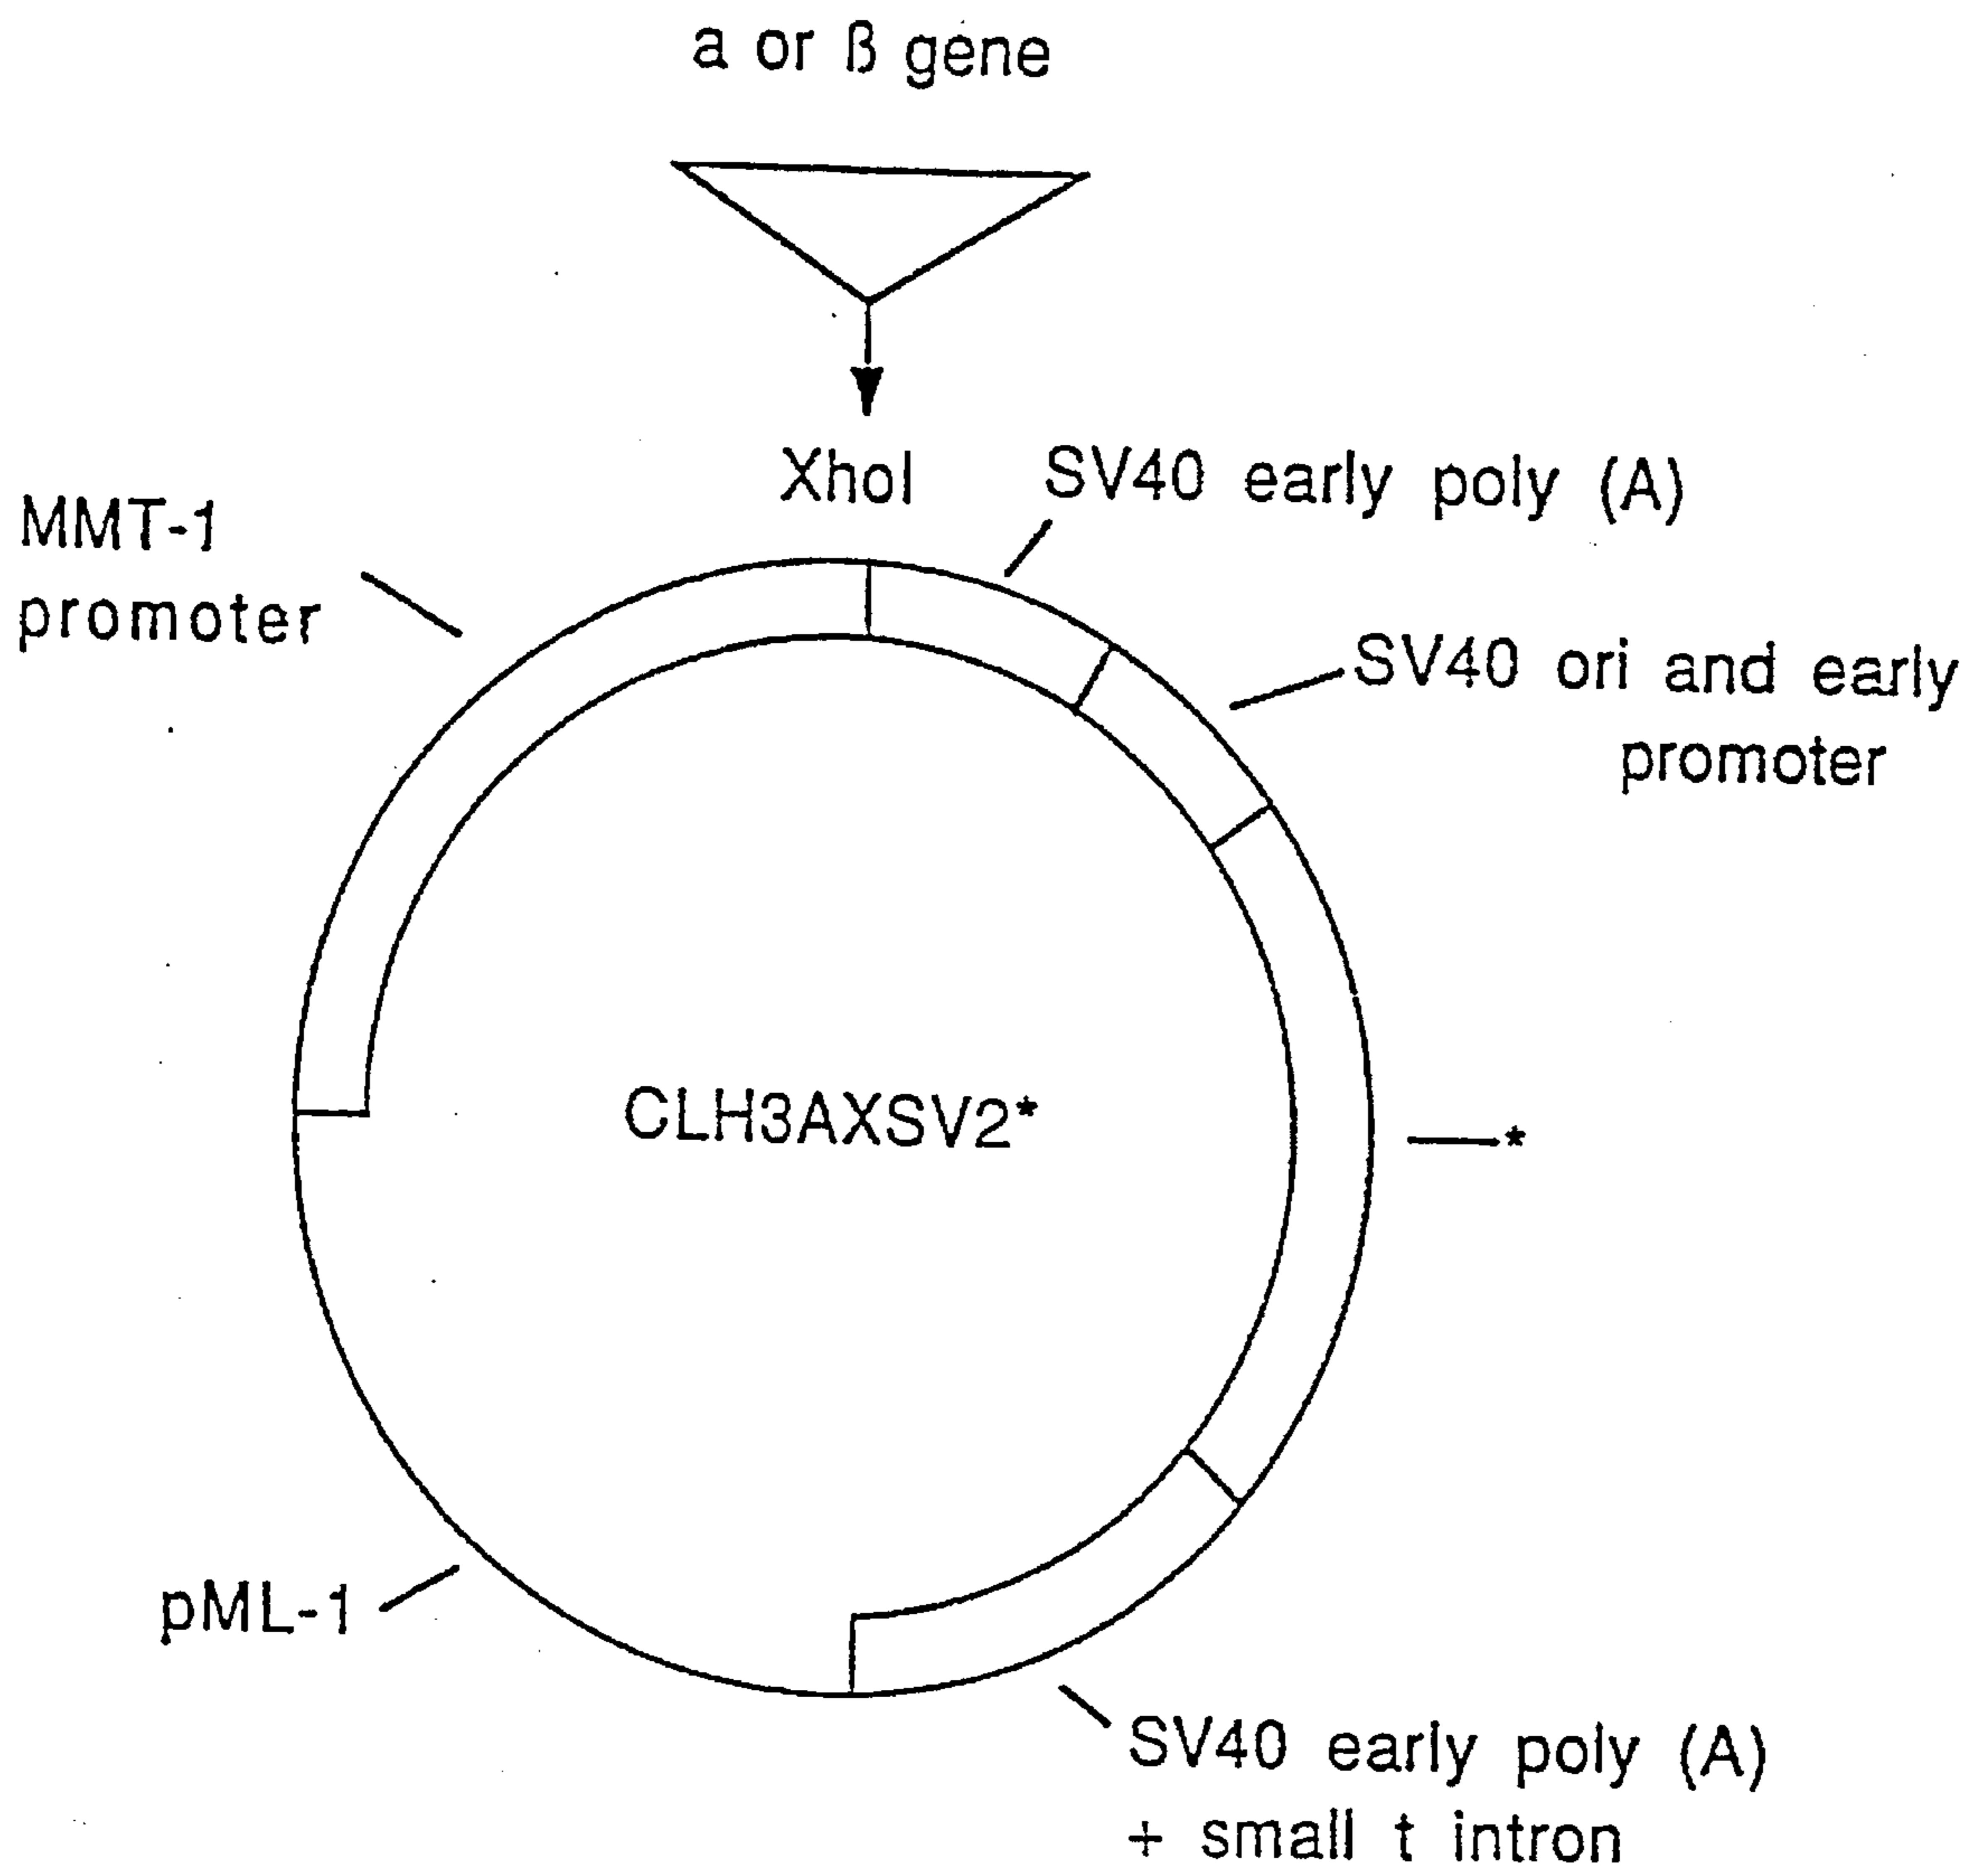 a or ß gene
XhoI
SV40 early poly (A)
MMT-1
promoter
SV40 ori and early
promoter
CLH3AXSV2*
*
pML-1
SV40 early poly (A)
+ small t intron